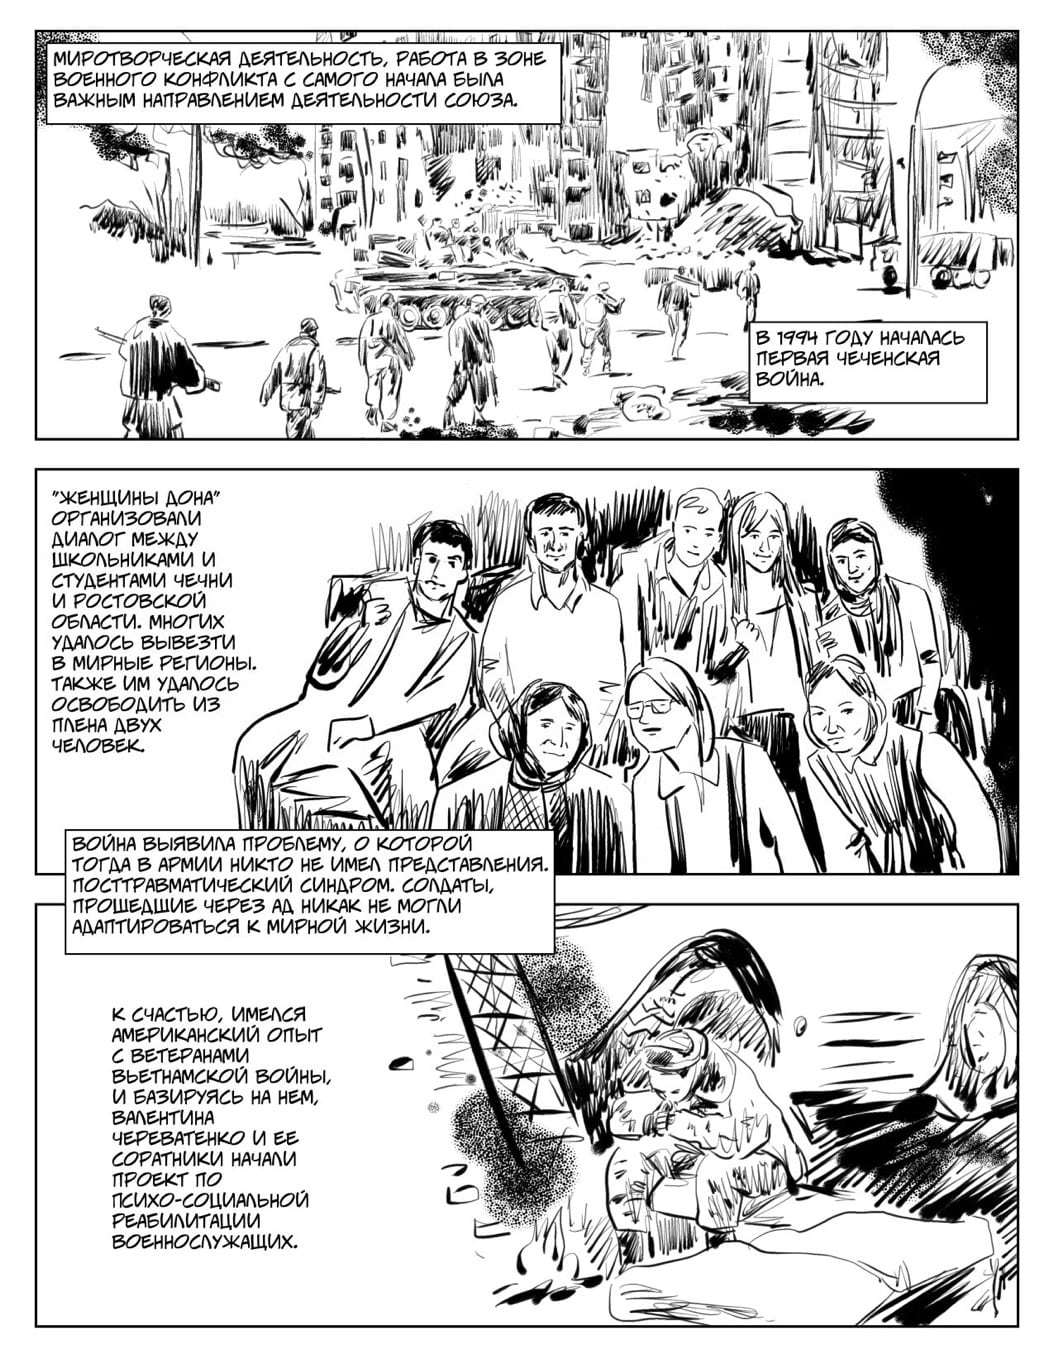 МИРОТВОРЧЕСКАЯ ДЕЯТЕЛЬНОСТЬ, РАБОТА В ЗОНЕ
ВОЕННОГО КОНФЛИКТА С САМОГО НАЧАЛА БЫЛА
ВАЖНЫМ НАПРАВЛЕНИЕМ ДЕЯТЕЛЬНОСТИ СОЮЗА.
В 1994 ГОДУ НАЧАЛАСЬ
ПЕРВАЯ ЧЕЧЕНСКАЯ
ВОЙНА.
"ЖЕНЩИНЫ ДОНА"
ОРГАНИЗОВАЛИ
ДИАЛОГ МЕЖДУ
ШКОЛЬНИКАМИ И
СТУДЕНТАМИ ЧЕЧНИ
И РОСТОВСКОЙ
ОБЛАСТИ. МНОГИХ
УДАЛОСЬ ВЫВЕЗТИ
В МИРНЫЕ РЕГИОНЫ.
ТАКЖЕ ИМ УДАЛОСЬ
ОСВОБОДИТЬ ИЗ
ПЛЕНА ДВУХ
ЧЕЛОВЕК.
ВОЙНА ВЫЯВИЛА ПРОБЛЕМУ, О КОТОРОЙ
ТОГДА В АРМИИ НИКТО НЕ ИМЕЛ ПРЕДСТАВЛЕНИЯ.
ПОСТТРАВМАТИЧЕСКИЙ СИНДРОМ. СОЛДАТЫ,
ПРОШЕДШИЕ ЧЕРЕЗ АД НИКАК НЕ МОГЛИ
АДАПТИРОВАТЬСЯ К МИРНОЙ ЖИЗНИ.
К СЧАСТЬЮ, ИМЕЛСЯ
АМЕРИКАНСКИЙ ОПЫТ
С ВЕТЕРАНАМИ
ВЬЕТНАМСКОЙ ВОЙНЫ,
И БАЗИРУЯСЬ НА НЕМ,
ВАЛЕНТИНА
ЧЕРЕВАТЕНКО И ЕЕ
СОРАТНИКИ НАЧАЛИ
ПРОЕКТ ПО
ПСИХО-СОЦИАЛЬНОЙ
РЕАБИЛИТАЦИИ
ВОЕННОСЛУЖАЩИХ.